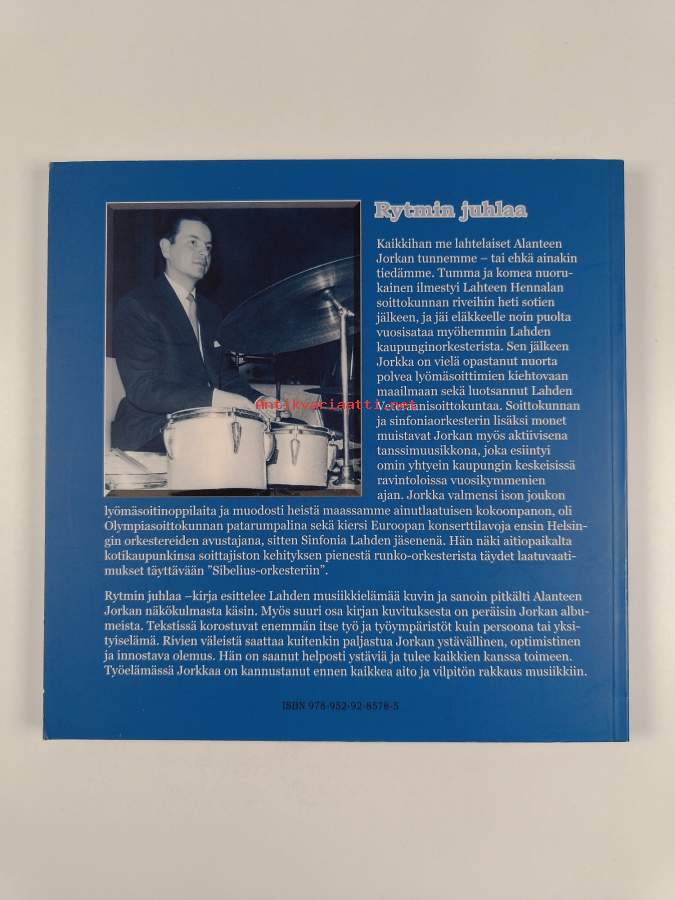 Rytmin juhlaa
Kaikkihan me lahtelaiset Alanteen
Jorkan tunnemme – tai ehkä ainakin
tiedämme. Tumma ja komea nuoru-
kainen ilmestyi Lahteen Hennalan
soittokunnan riveihin heti sotien
jälkeen, ja jäi eläkkeelle noin puolta
vuosisataa myöhemmin Lahden
kaupunginorkesterista. Sen jälkeen
Jorkka on vielä opastanut nuorta
polvea lyömäsoittimien kiehtovaan
maailmaan sekä luotsannut Lahden
Veteraanisoittokuntaa. Soittokunnan
ja sinfoniaorkesterin lisäksi monet
muistavat Jorkan myös aktiivisena
tanssimuusikkona, joka esiintyi
omin yhtyein kaupungin keskeisissä
ravintoloissa vuosikymmenien
ajan. Jorkka valmensi ison joukon
lyömäsoitinoppilaita ja muodosti heistä maassamme ainutlaatuisen kokoonpanon, oli
Olympiasoittokunnan patarumpalina sekä kiersi Euroopan konserttilavoja ensin Helsin-
gin orkestereiden avustajana, sitten Sinfonia Lahden jäsenenä. Hän näki aitiopaikalta
kotikaupunkinsa soittajiston kehityksen pienestä runko-orkesterista täydet laatuvaati-
mukset täyttävään ”Sibelius-orkesteriin”.
Rytmin juhlaa –kirja esittelee Lahden musiikkielämää kuvin ja sanoin pitkälti Alanteen
Jorkan näkökulmasta käsin. Myös suuri osa kirjan kuvituksesta on peräisin Jorkan albu-
meista. Tekstissä korostuvat enemmän itse työ ja työympäristöt kuin persoona tai yksi-
tyiselämä. Rivien väleistä saattaa kuitenkin paljastua Jorkan ystävällinen, optimistinen
ja innostava olemus. Hän on saanut helposti ystäviä ja tulee kaikkien kanssa toimeen.
Työelämässä Jorkkaa on kannustanut ennen kaikkea aito ja vilpitön rakkaus musiikkiin.
ISBN 978-952-92-8578-5
Antikvariaatti.net